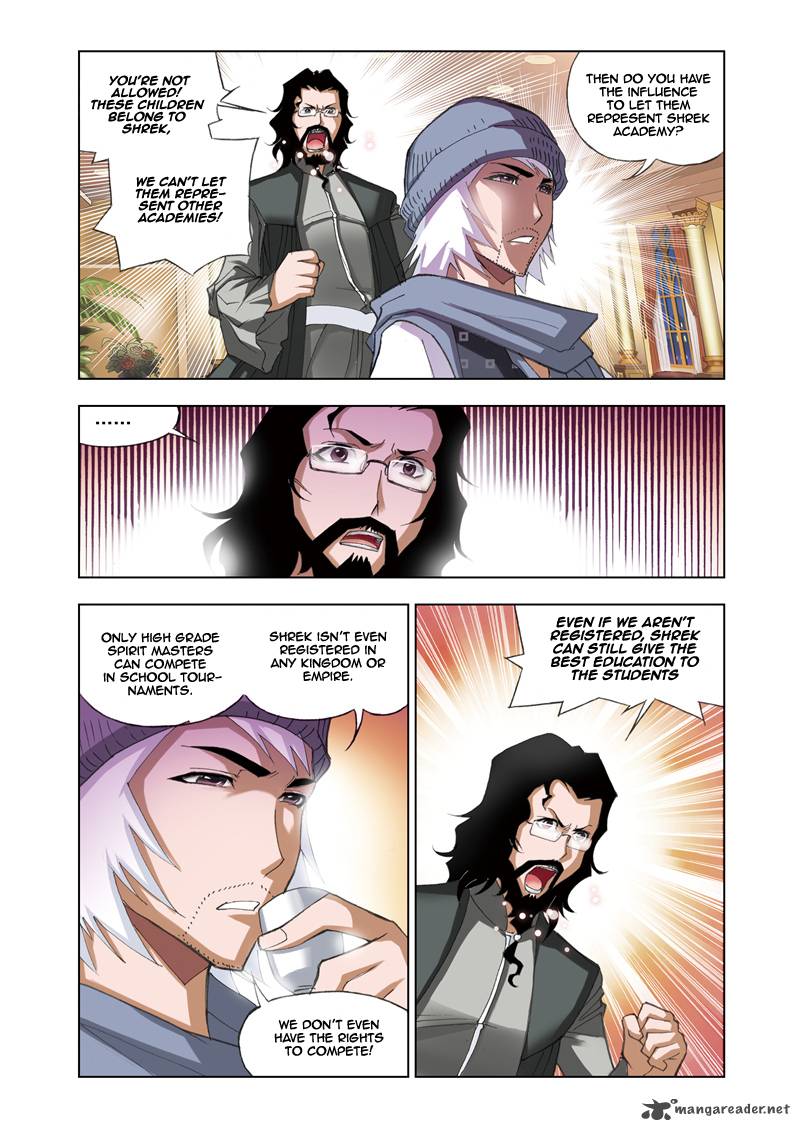 YOU'RE NOT
ALLOWED!
THESE CHILDREN
BELONG TO
SHREK,
WE CAN'T LET
THEM REPRE-
SENT OTHER
ACADEMIES!
THEN DO YOU HAVE
THE INFLUENCE
TO LET THEM
REPRESENT SHREK
ACADEMY?
......
ONLY HIGH GRADE
SPIRIT MASTERS
CAN COMPETE
IN SCHOOL TOUR-
NAMENTS.
SHREK ISN'T EVEN
REGISTERED IN
ANY KINGDOM OR
EMPIRE.
WE DON'T EVEN
HAVE THE RIGHTS
TO COMPETE!
EVEN IF WE AREN'T
REGISTERED, SHREK
CAN STILL GIVE THE
BEST EDUCATION TO
THE STUDENTS
mangareader.net